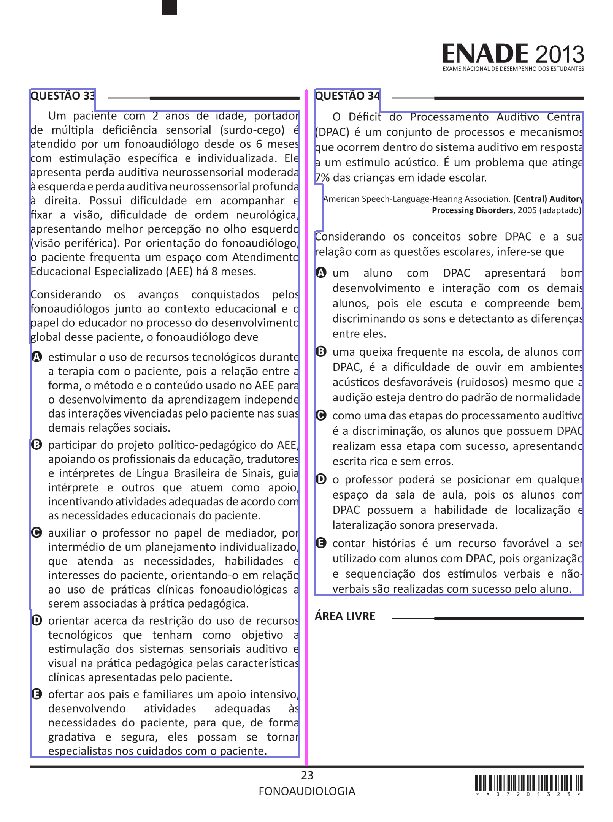 ENADE 2013
EXAME NACIONAL DE DESEMPENHO DOS ESTUDANTES
QUESTÃO 33
Um paciente com 2 anos de idade, portador
de múltipla deficiência sensorial (surdo-cego) é
atendido por um fonoaudiólogo desde os 6 meses
com estimulação específica e individualizada. Ele
apresenta perda auditiva neurossensorial moderada
à esquerda e perda auditiva neurossensorial profunda
à direita. Possui dificuldade em acompanhar e
fixar a visão, dificuldade de ordem neurológica,
apresentando melhor percepção no olho esquerdo
(visão periférica). Por orientação do fonoaudiólogo,
o paciente frequenta um espaço com Atendimento
Educacional Especializado (AEE) há 8 meses.
Considerando os avanços conquistados pelos
fonoaudiólogos junto ao contexto educacional e o
papel do educador no processo do desenvolvimento
global desse paciente, o fonoaudiólogo deve
A estimular o uso de recursos tecnológicos durante
a terapia com o paciente, pois a relação entre a
forma, o método e o conteúdo usado no AEE para
o desenvolvimento da aprendizagem independe
das interações vivenciadas pelo paciente nas suas
demais relações sociais.
B participar do projeto político-pedagógico do AEE,
apoiando os profissionais da educação, tradutores
e intérpretes de Língua Brasileira de Sinais, guia
intérprete e outros que atuem como apoio,
incentivando atividades adequadas de acordo com
as necessidades educacionais do paciente.
C auxiliar o professor no papel de mediador, por
intermédio de um planejamento individualizado,
que atenda as necessidades, habilidades e
interesses do paciente, orientando-o em relação
ao uso de práticas clínicas fonoaudiológicas a
serem associadas à prática pedagógica.
D orientar acerca da restrição do uso de recursos
tecnológicos que tenham como objetivo a
estimulação dos sistemas sensoriais auditivo e
visual na prática pedagógica pelas características
clínicas apresentadas pelo paciente.
E ofertar aos pais e familiares um apoio intensivo,
desenvolvendo atividades adequadas às
necessidades do paciente, para que, de forma
gradativa e segura, eles possam se tornar
especialistas nos cuidados com o paciente.
QUESTÃO 34
O Déficit do Processamento Auditivo Central
(DPAC) é um conjunto de processos e mecanismos
que ocorrem dentro do sistema auditivo em resposta
a um estímulo acústico. É um problema que atinge
7% das crianças em idade escolar.
American Speech-Language-Hearing Association. (Central) Auditory
Processing Disorders, 2005 (adaptado)
Considerando os conceitos sobre DPAC e a sua
relação com as questões escolares, infere-se que
A um aluno com DPAC apresentará bom
desenvolvimento e interação com os demais
alunos, pois ele escuta e compreende bem,
discriminando os sons e detectanto as diferenças
entre eles.
B uma queixa frequente na escola, de alunos com
DPAC, é a dificuldade de ouvir em ambientes
acústicos desfavoráveis (ruidosos) mesmo que a
audição esteja dentro do padrão de normalidade
C como uma das etapas do processamento auditivo
é a discriminação, os alunos que possuem DPAC
realizam essa etapa com sucesso, apresentando
escrita rica e sem erros.
D o professor poderá se posicionar em qualquer
espaço da sala de aula, pois os alunos com
DPAC possuem a habilidade de localização e
lateralização sonora preservada.
E contar histórias é um recurso favorável a ser
utilizado com alunos com DPAC, pois organização
e sequenciação dos estímulos verbais e não-
verbais são realizadas com sucesso pelo aluno.
ÁREA LIVRE
23
FONOAUDIOLOGIA